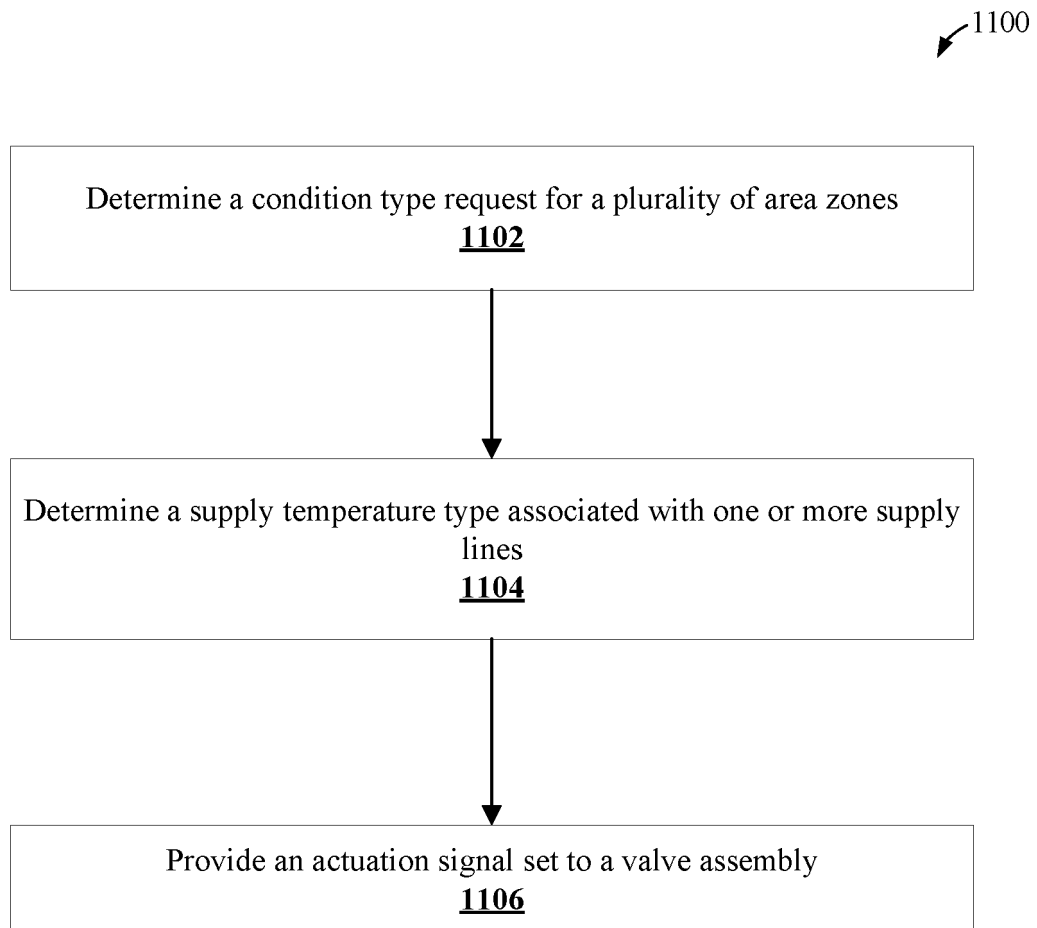 1100
Determine a condition type request for a plurality of area zones
1102
Determine a supply temperature type associated with one or more supply
lines
1104
Provide an actuation signal set to a valve assembly
1106